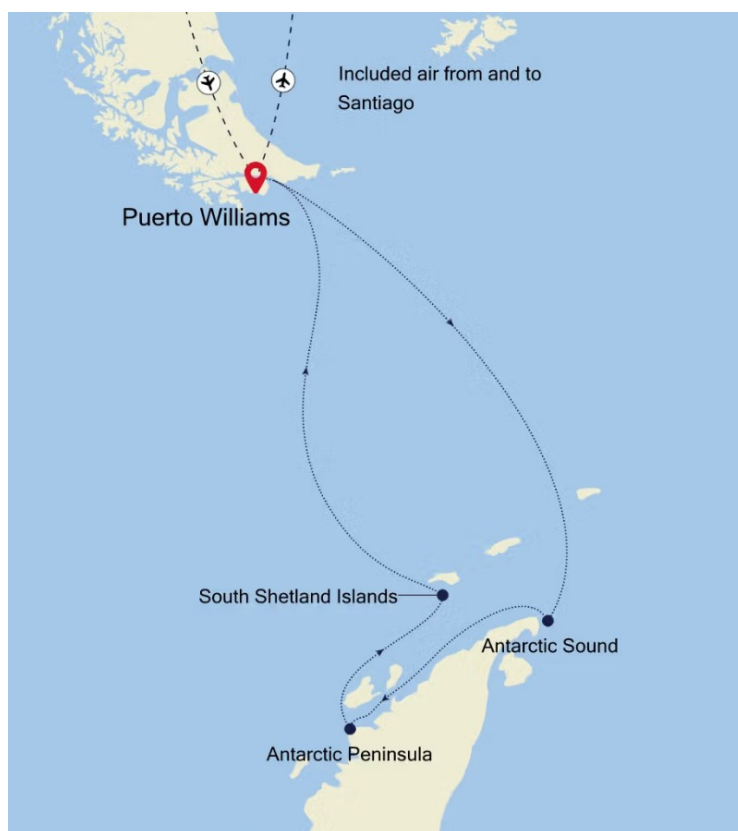 Included air from and to
Santiago
Puerto Williams
South Shetland Islands
Antarctic Sound
Antarctic Peninsula